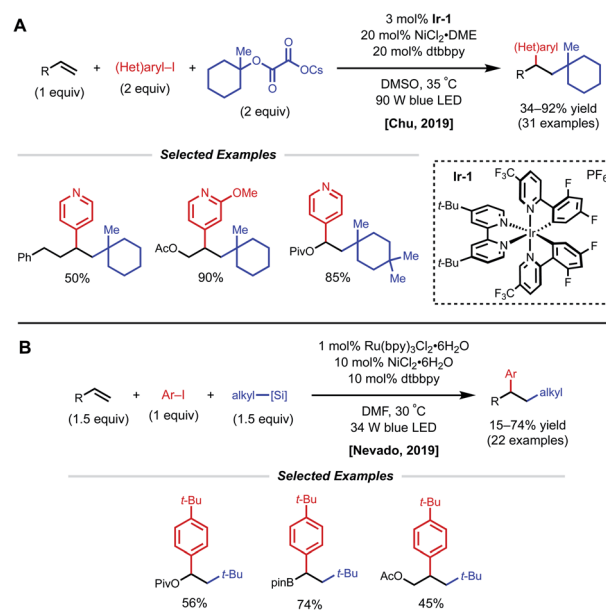 A
R
(1 equiv)
+
(Het)aryl–I
(2 equiv)
+
Me
O
O
O
OCs
(2 equiv)
3 mol% Ir-1
20 mol% NiCl2•DME
20 mol% dtbbpy
DMSO, 35 °C
90 W blue LED
[Chu, 2019]
(Het)aryl
Me
R
34–92% yield
(31 examples)
Selected Examples
N
Me
Ph
50%
N
OMe
Me
AcO
90%
N
Me
PivO
Me
Me
85%
Ir-1
PF6
F3C
F
N
F
t-Bu
N
Ir
N
t-Bu
F
N
F3C
F
B
R
(1.5 equiv)
+
Ar–I
(1 equiv)
+
alkyl–[Si]
(1.5 equiv)
1 mol% Ru(bpy)3Cl2•6H2O
10 mol% NiCl2•6H2O
10 mol% dtbbpy
DMF, 30 °C
34 W blue LED
[Nevado, 2019]
Ar
R
alkyl
15–74% yield
(22 examples)
Selected Examples
t-Bu
PivO
t-Bu
56%
t-Bu
pinB
t-Bu
74%
t-Bu
AcO
t-Bu
45%